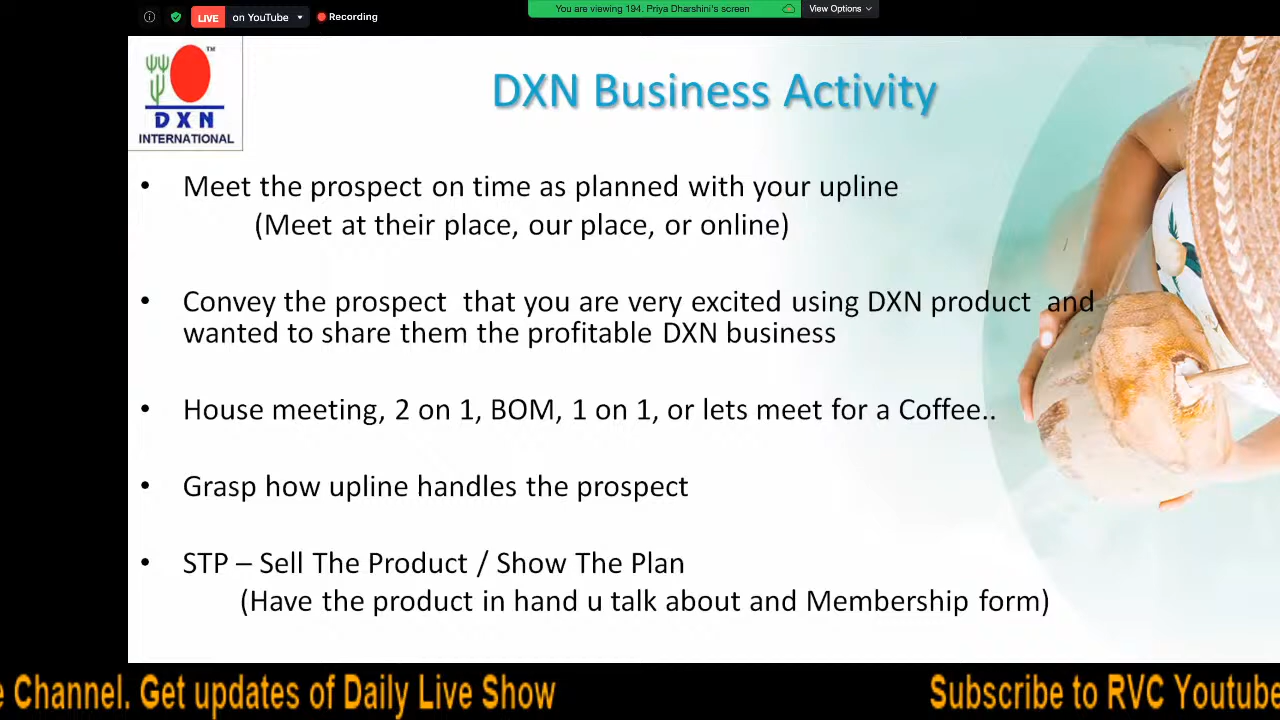 LIVE on YouTube Recording
You are viewing 194. Priya Dharshini's screen
View Options
TM
DXN
INTERNATIONAL
DXN Business Activity
• Meet the prospect on time as planned with your upline
(Meet at their place, our place, or online)
• Convey the prospect that you are very excited using DXN product and
wanted to share them the profitable DXN business
• House meeting, 2 on 1, BOM, 1 on 1, or lets meet for a Coffee..
• Grasp how upline handles the prospect
• STP – Sell The Product / Show The Plan
(Have the product in hand u talk about and Membership form)
e Channel. Get updates of Daily Live Show
Subscribe to RVC Youtube